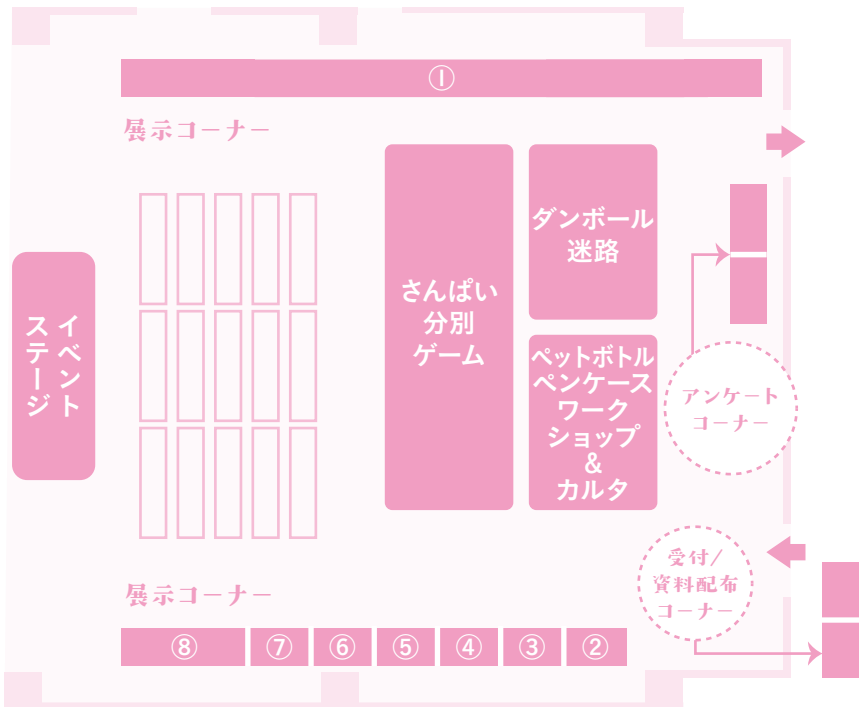 ①
展示コーナー
ダンボール
迷路
さんぱい
分別
ゲーム
イベント
ステージ
ペットボトル
ペンケース
ワーク
ショップ
&
カルタ
アンケート
コーナー
受付/
資料配布
コーナー
展示コーナー
⑧ ⑦ ⑥ ⑤ ④ ③ ②